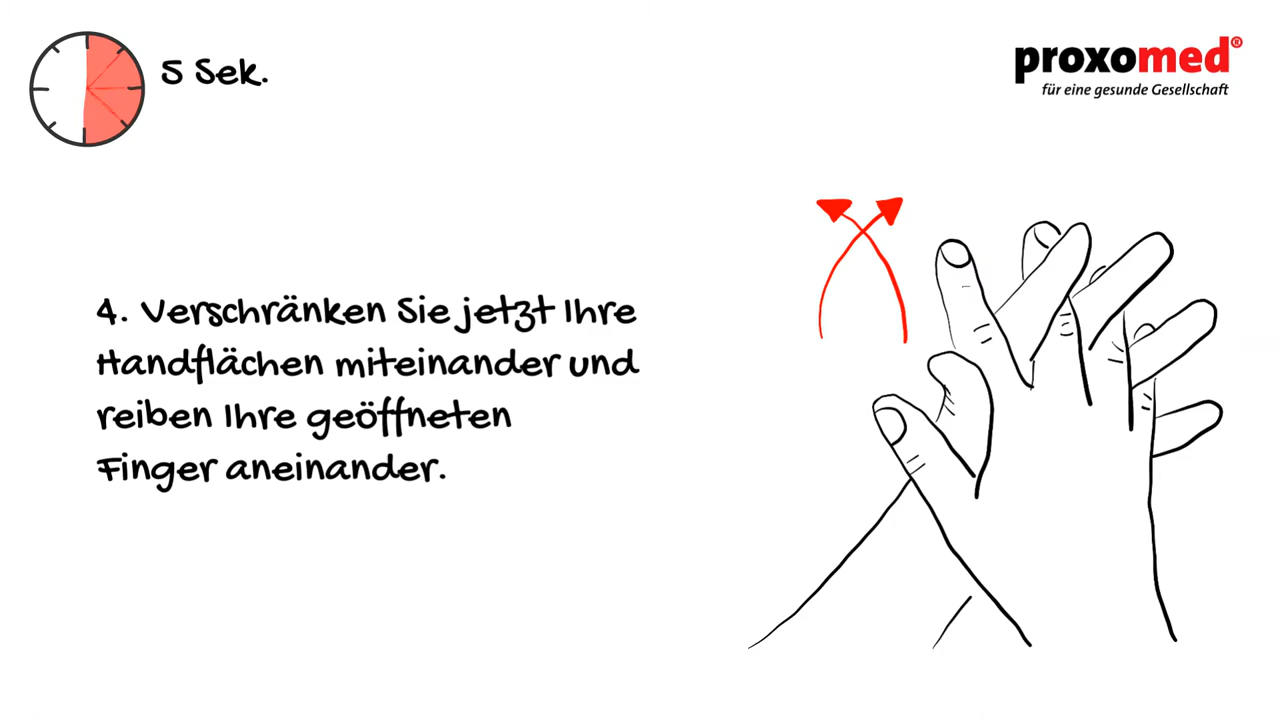 5 Sek.
proxomed®
für eine gesunde Gesellschaft
4. Verschränken Sie jetzt Ihre
Handflächen miteinander und
reiben Ihre geöffneten
Finger aneinander.